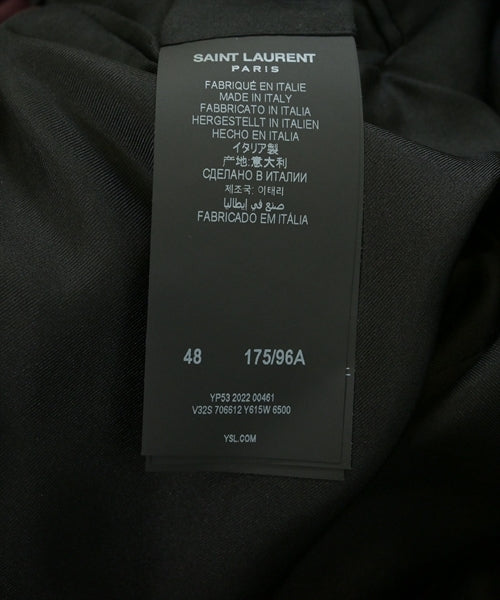 SAINT LAURENT
PARIS
FABRIQUÉ EN ITALIE
MADE IN ITALY
FABBRICATO IN ITALIA
HERGESTELLT IN ITALIEN
HECHO EN ITALIA
イタリア製
产地:意大利
СДЕЛАНО В ИТАЛИИ
제조국: 이태리
صنع في إيطاليا
FABRICADO EM ITÁLIA
48 175/96A
YP53 2022 00461
V32S 706612 Y615W 6500
YSL.COM